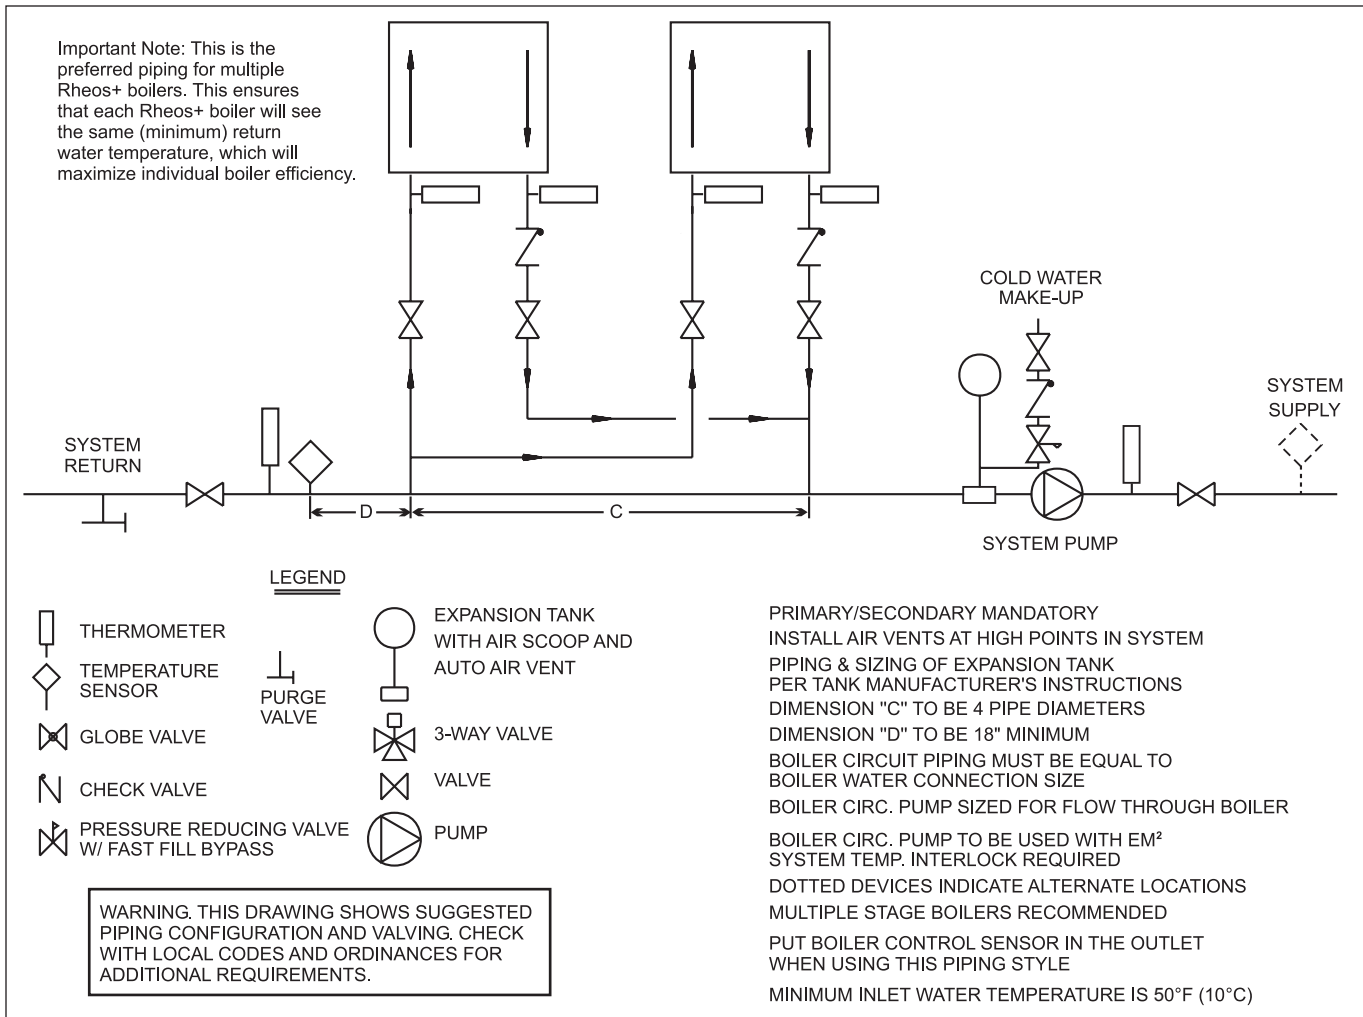 Important Note: This is the
preferred piping for multiple
Rheos+ boilers. This ensures
that each Rheos+ boiler will see
the same (minimum) return
water temperature, which will
maximize individual boiler efficiency.
COLD WATER
MAKE-UP
SYSTEM
SUPPLY
SYSTEM
RETURN
D
C
SYSTEM PUMP
LEGEND
THERMOMETER
TEMPERATURE
SENSOR
GLOBE VALVE
CHECK VALVE
PRESSURE REDUCING VALVE
W/ FAST FILL BYPASS
PURGE
VALVE
EXPANSION TANK
WITH AIR SCOOP AND
AUTO AIR VENT
3-WAY VALVE
VALVE
PUMP
WARNING. THIS DRAWING SHOWS SUGGESTED
PIPING CONFIGURATION AND VALVING. CHECK
WITH LOCAL CODES AND ORDINANCES FOR
ADDITIONAL REQUIREMENTS.
PRIMARY/SECONDARY MANDATORY
INSTALL AIR VENTS AT HIGH POINTS IN SYSTEM
PIPING & SIZING OF EXPANSION TANK
PER TANK MANUFACTURER'S INSTRUCTIONS
DIMENSION "C" TO BE 4 PIPE DIAMETERS
DIMENSION "D" TO BE 18" MINIMUM
BOILER CIRCUIT PIPING MUST BE EQUAL TO
BOILER WATER CONNECTION SIZE
BOILER CIRC. PUMP SIZED FOR FLOW THROUGH BOILER
BOILER CIRC. PUMP TO BE USED WITH EM²
SYSTEM TEMP. INTERLOCK REQUIRED
DOTTED DEVICES INDICATE ALTERNATE LOCATIONS
MULTIPLE STAGE BOILERS RECOMMENDED
PUT BOILER CONTROL SENSOR IN THE OUTLET
WHEN USING THIS PIPING STYLE
MINIMUM INLET WATER TEMPERATURE IS 50°F (10°C)